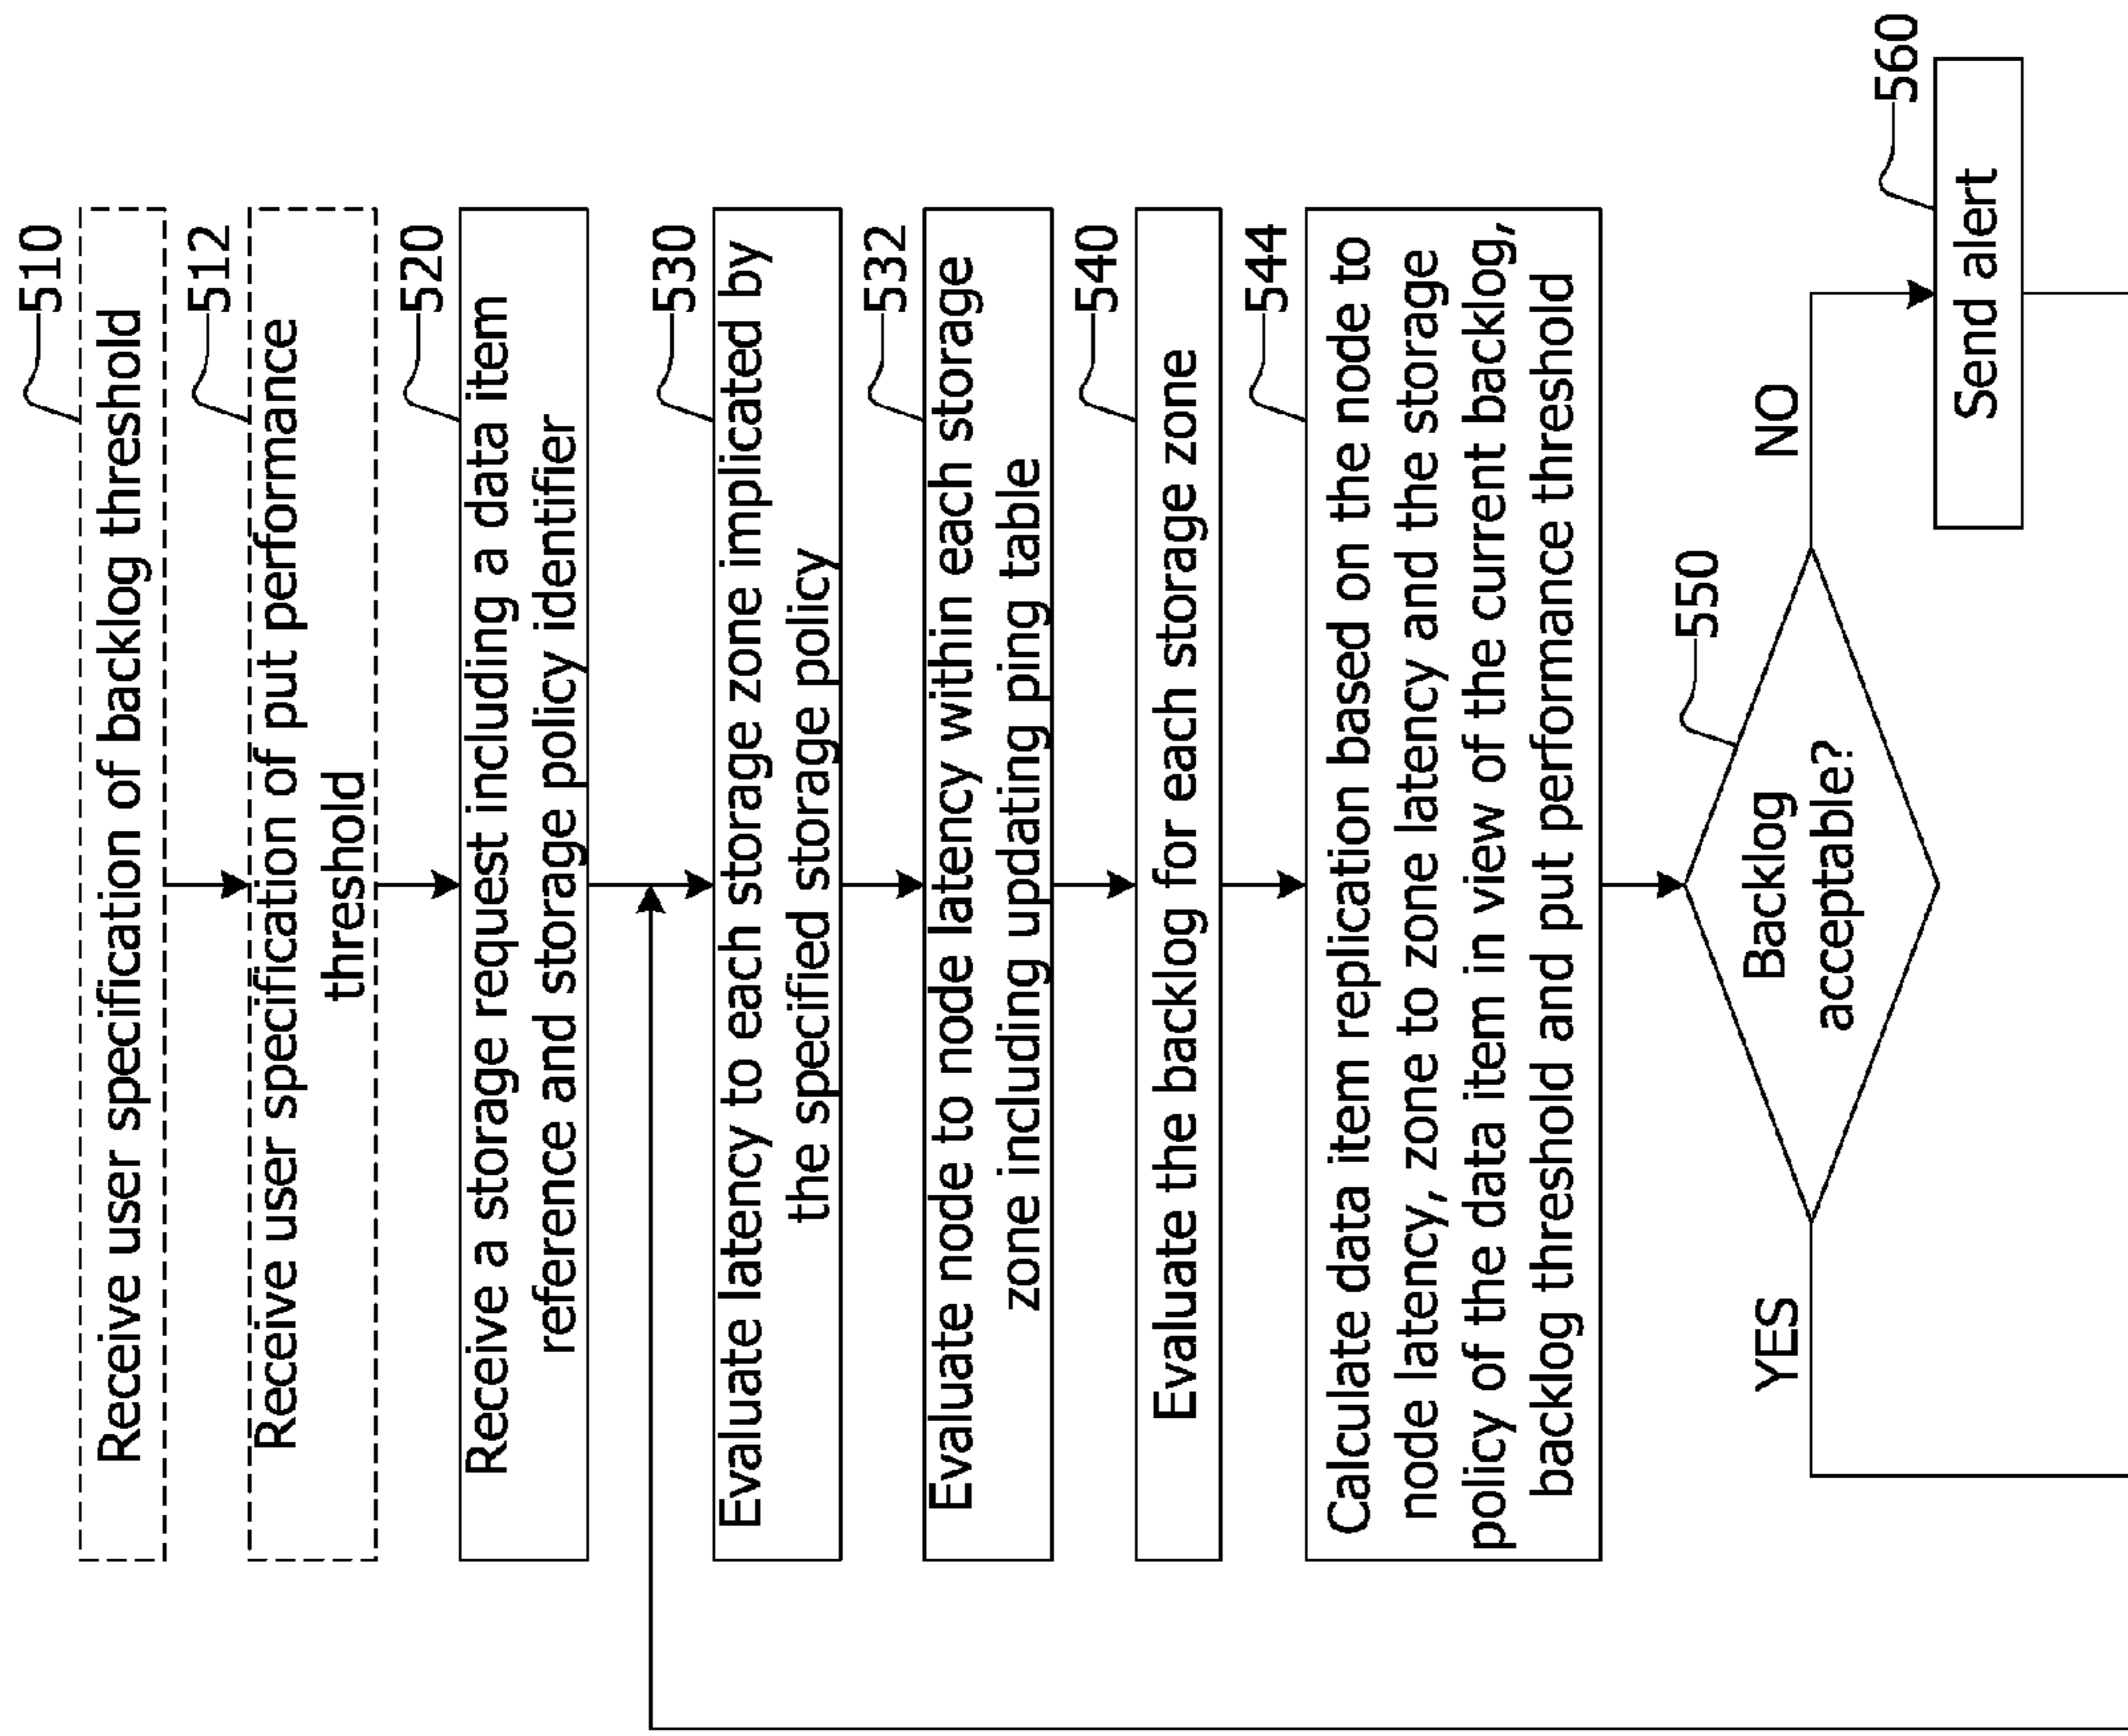 510
Receive user specification of backlog threshold
512
Receive user specification of put performance
threshold
520
Receive a storage request including a data item
reference and storage policy identifier
530
Evaluate latency to each storage zone implicated by
the specified storage policy
532
Evaluate node to node latency within each storage
zone including updating ping table
540
Evaluate the backlog for each storage zone
544
Calculate data item replication based on the node to
node latency, zone to zone latency and the storage
policy of the data item in view of the current backlog,
backlog threshold and put performance threshold
550
Backlog
acceptable?
YES
NO
560
Send alert